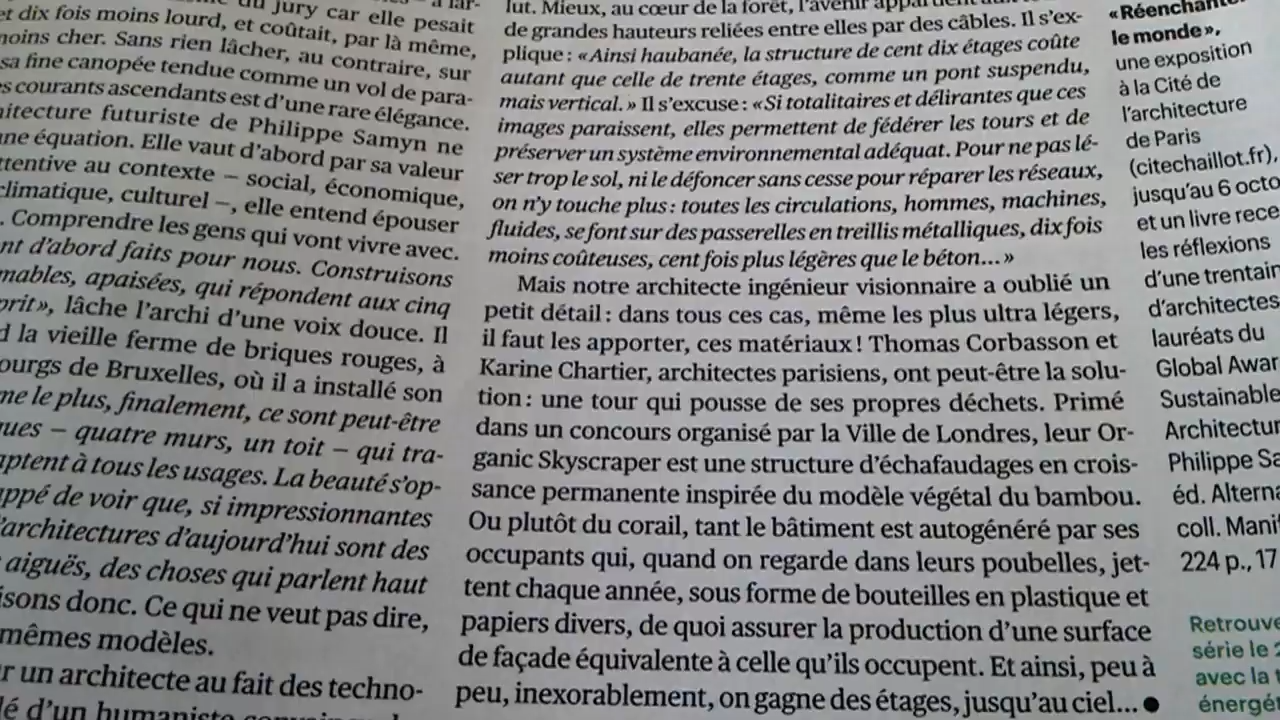 du jury car elle pesait
et dix fois moins lourd, et coûtait, par là même,
moins cher. Sans rien lâcher, au contraire, sur
sa fine canopée tendue comme un vol de para-
courants ascendants est d'une rare élégance.
futuriste de Philippe Samyn ne
équation. Elle vaut d'abord par sa valeur
au contexte – social, économique,
climatique, culturel –, elle entend épouser
. Comprendre les gens qui vont vivre avec.
d'abord faits pour nous. Construisons
apaisées, qui répondent aux cinq
lâche l'archi d'une voix douce. Il
la vieille ferme de briques rouges, à
de Bruxelles, où il a installé son
le plus, finalement, ce sont peut-être
– quatre murs, un toit – qui tra-
à tous les usages. La beauté s'op-
de voir que, si impressionnantes
d'aujourd'hui sont des
aiguës, des choses qui parlent haut
donc. Ce qui ne veut pas dire,
mêmes modèles.
un architecte au fait des techno-
d'un humaniste
lut. Mieux, au cœur de la forêt, l'avenir
de grandes hauteurs reliées entre elles par des câbles. Il s'ex-
plique : «Ainsi haubanée, la structure de cent dix étages coûte
autant que celle de trente étages, comme un pont suspendu,
mais vertical. » Il s'excuse : «Si totalitaires et délirantes que ces
images paraissent, elles permettent de fédérer les tours et de
préserver un système environnemental adéquat. Pour ne pas lé-
ser trop le sol, ni le défoncer sans cesse pour réparer les réseaux,
on n'y touche plus : toutes les circulations, hommes, machines,
fluides, se font sur des passerelles en treillis métalliques, dix fois
moins coûteuses, cent fois plus légères que le béton... »
Mais notre architecte ingénieur visionnaire a oublié un
petit détail : dans tous ces cas, même les plus ultra légers,
il faut les apporter, ces matériaux ! Thomas Corbasson et
Karine Chartier, architectes parisiens, ont peut-être la solu-
tion : une tour qui pousse de ses propres déchets. Primé
dans un concours organisé par la Ville de Londres, leur Or-
ganic Skyscraper est une structure d'échafaudages en crois-
sance permanente inspirée du modèle végétal du bambou.
Ou plutôt du corail, tant le bâtiment est autogénéré par ses
occupants qui, quand on regarde dans leurs poubelles, jet-
tent chaque année, sous forme de bouteilles en plastique et
papiers divers, de quoi assurer la production d'une surface
de façade équivalente à celle qu'ils occupent. Et ainsi, peu à
peu, inexorablement, on gagne des étages, jusqu'au ciel... ●
«Réenchanter
le monde»,
une exposition
à la Cité de
l'architecture
de Paris
(citechaillot.fr),
jusqu'au 6 octo
et un livre rece
les réflexions
d'une trentain
d'architectes
lauréats du
Global Awar
Sustainable
Architectur
Philippe Sa
éd. Alterna
coll. Mani
224 p., 17
Retrouve
série le 2
avec la t
énergé